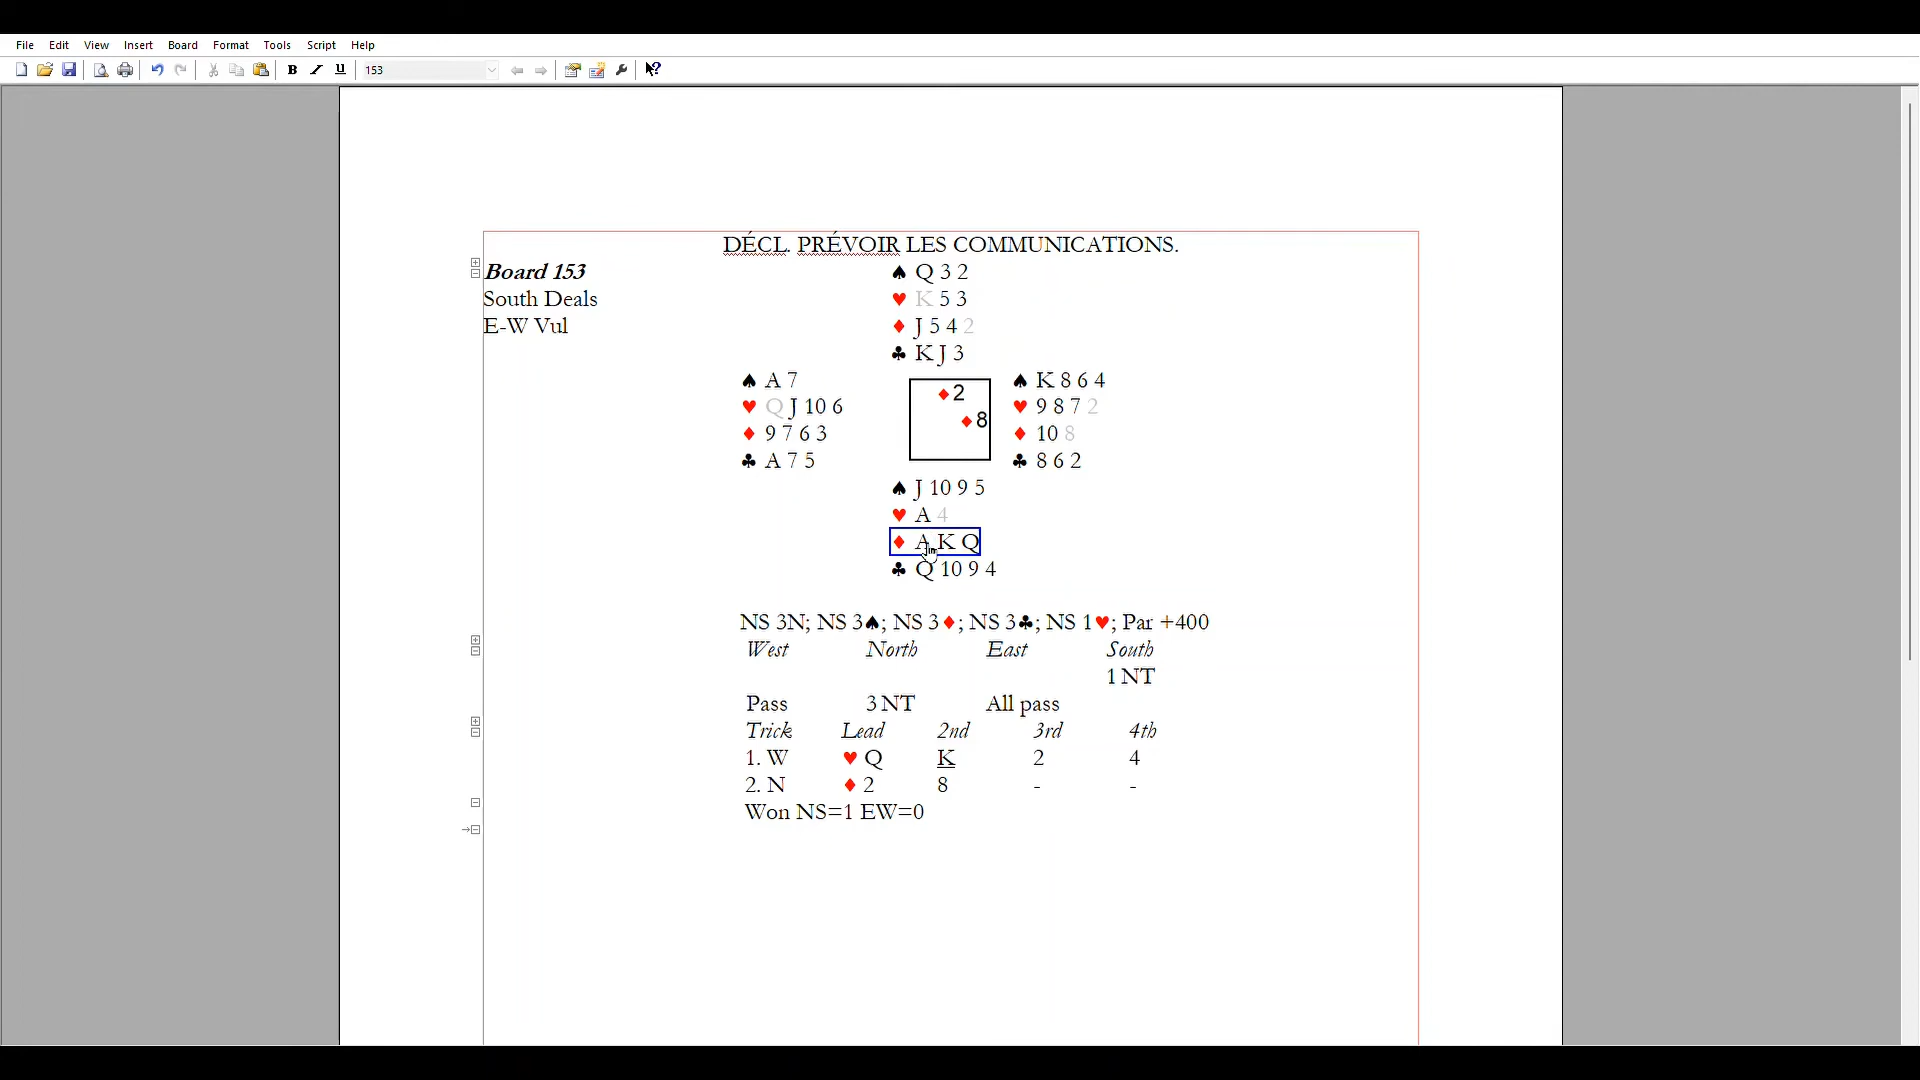 File Edit View Insert Board Format Tools Script Help
B I U 153
DÉCL. PRÉVOIR LES COMMUNICATIONS.
Board 153
South Deals
E-W Vul
♠ Q 3 2
♥ K 5 3
♦ J 5 4 2
♣ K J 3
♠ A 7
♥ Q J 10 6
♦ 9 7 6 3
♣ A 7 5
♦ 2
♦ 8
♠ K 8 6 4
♥ 9 8 7 2
♦ 10 8
♣ 8 6 2
♠ J 10 9 5
♥ A 4
♦ A K Q
♣ Q 10 9 4
NS 3N; NS 3♠; NS 3♦; NS 3♣; NS 1♥; Par +400
West North East South
1 NT
Pass 3 NT All pass
Trick Lead 2nd 3rd 4th
1. W ♥ Q K 2 4
2. N ♦ 2 8 - -
Won NS=1 EW=0